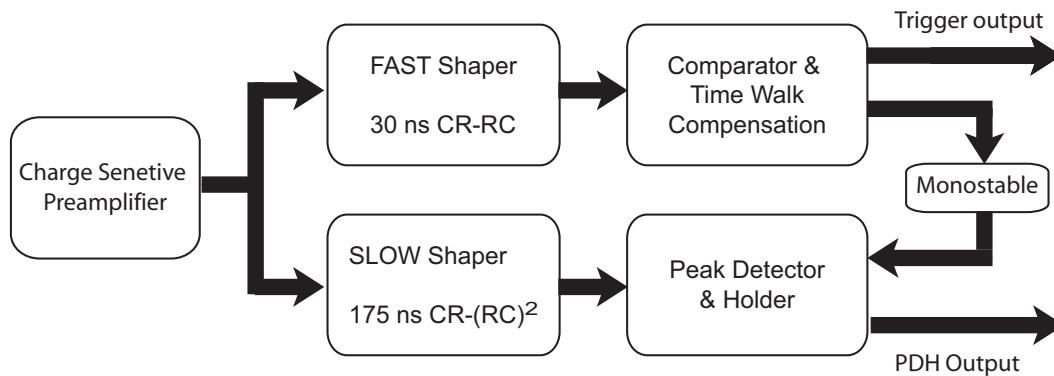 Trigger output
FAST Shaper
30 ns CR-RC
Comparator &
Time Walk
Compensation
Charge Senetive
Preamplifier
Monostable
SLOW Shaper
175 ns CR-(RC)²
Peak Detector
& Holder
PDH Output